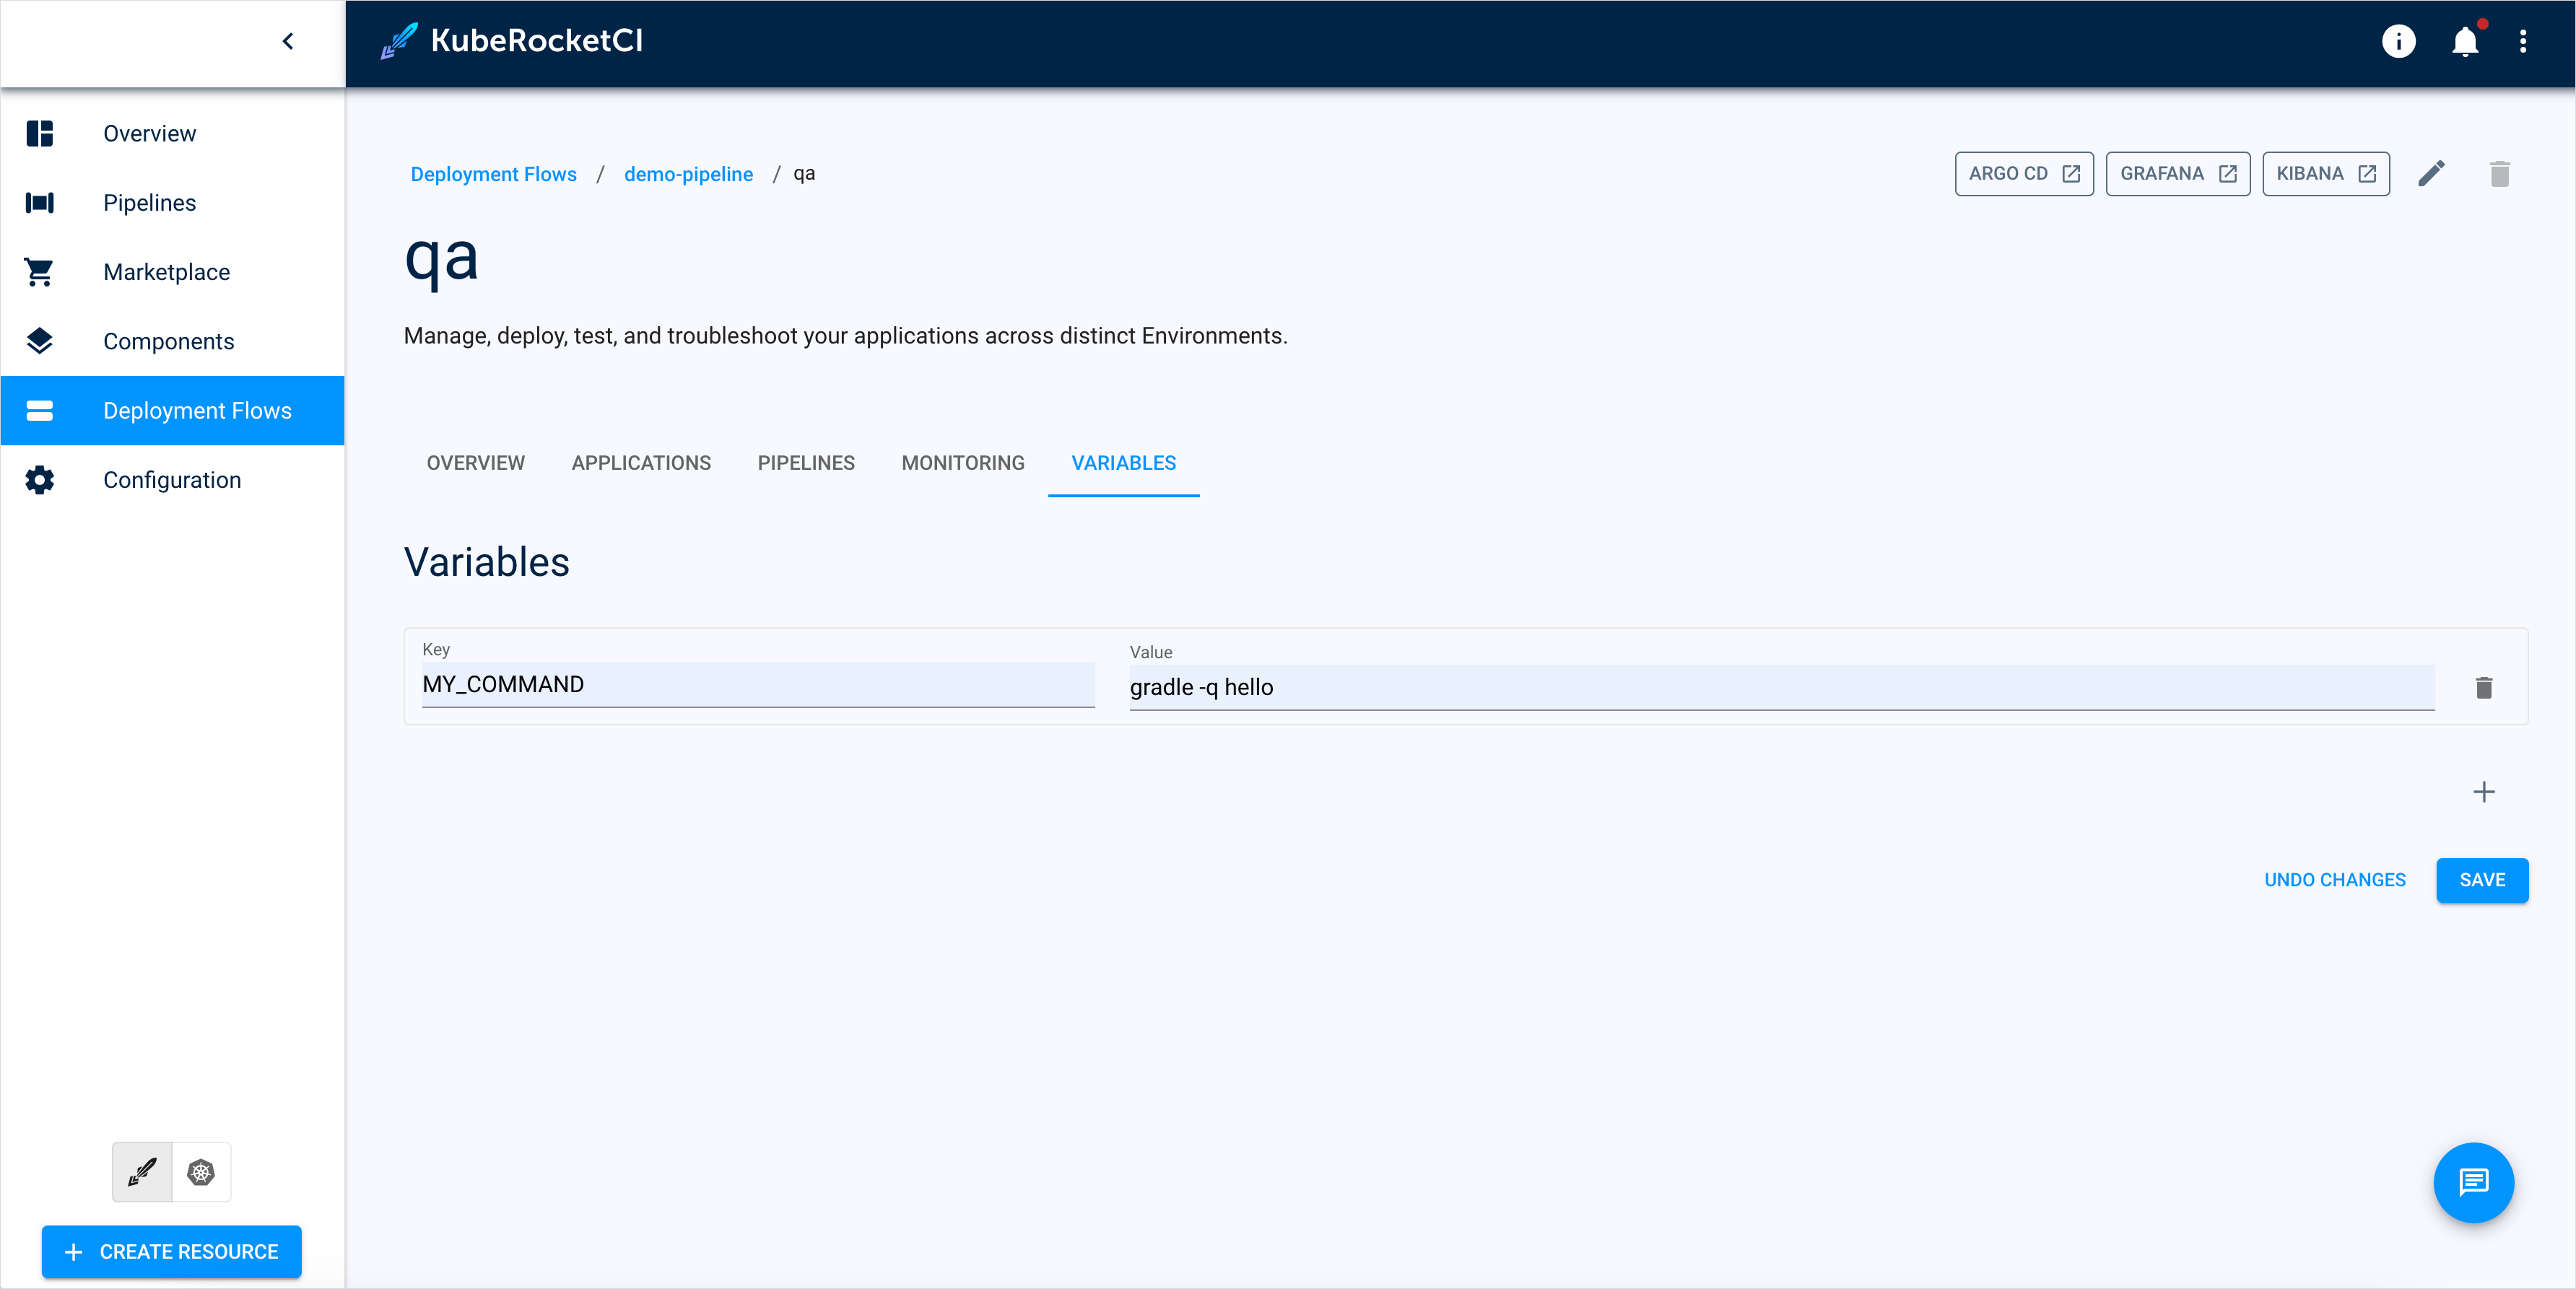 KubeRocketCI
Overview
Pipelines
Marketplace
Components
Deployment Flows
Configuration
CREATE RESOURCE
Deployment Flows / demo-pipeline / qa
ARGO CD GRAFANA KIBANA
qa
Manage, deploy, test, and troubleshoot your applications across distinct Environments.
OVERVIEW APPLICATIONS PIPELINES MONITORING VARIABLES
Variables
Key Value
MY_COMMAND gradle -q hello
UNDO CHANGES SAVE